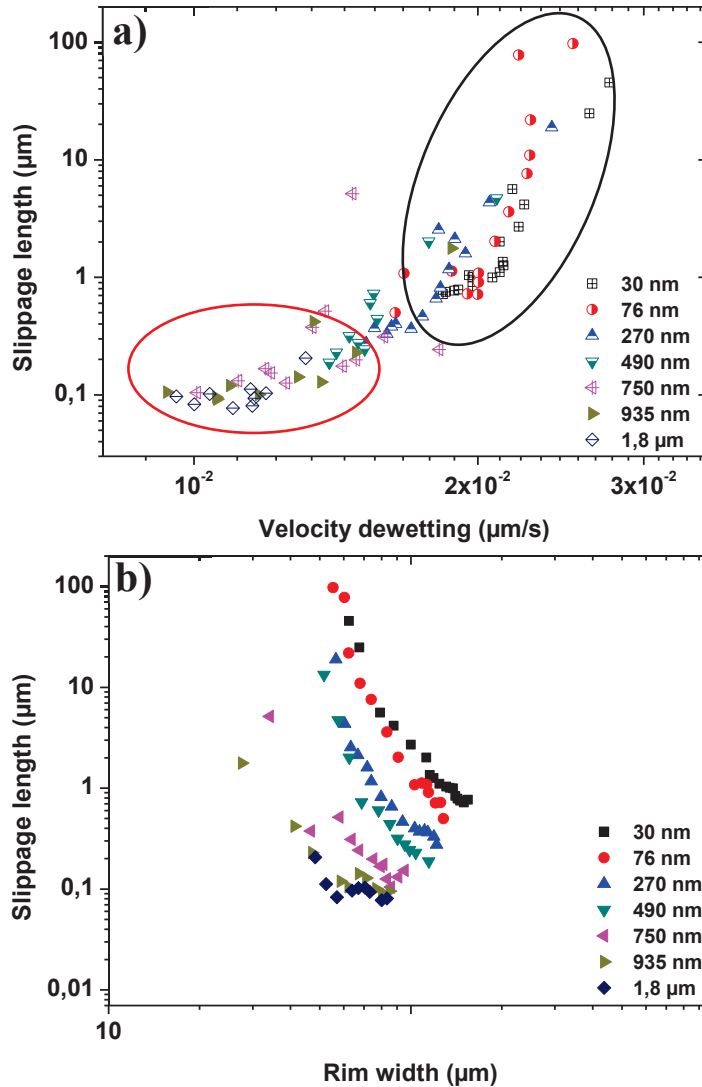 a)
100
10
1
0,1
Slippage length (µm)
10⁻²
2x10⁻²
3x10⁻²
Velocity dewetting (µm/s)
30 nm
76 nm
270 nm
490 nm
750 nm
935 nm
1,8 µm
b)
100
10
1
0,1
0,01
Slippage length (µm)
10
Rim width (µm)
30 nm
76 nm
270 nm
490 nm
750 nm
935 nm
1,8 µm